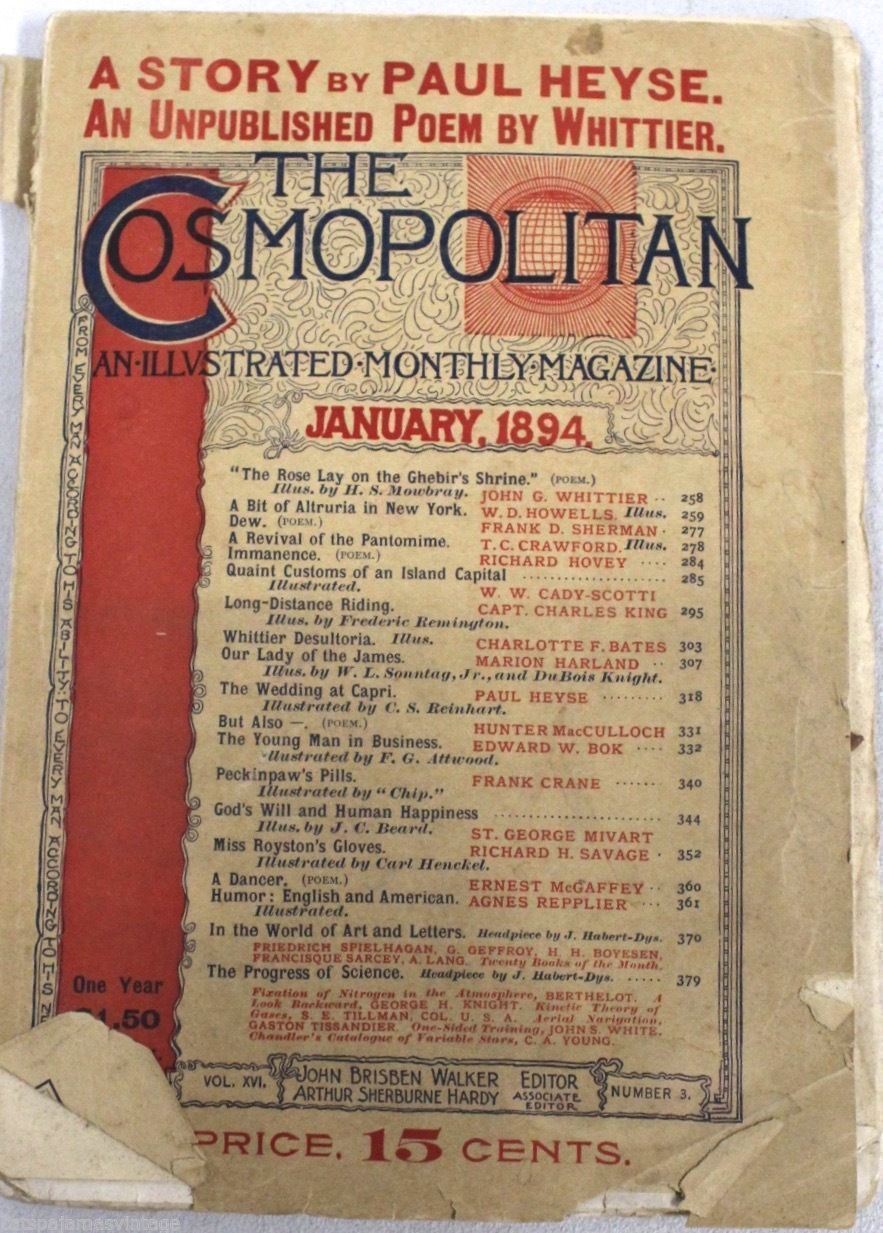 A STORY BY PAUL HEYSE.
AN UNPUBLISHED POEM BY WHITTIER.
THE
COSMOPOLITAN
AN·ILLVSTRATED·MONTHLY·MAGAZINE·
JANUARY, 1894.
FROM EVERY MAN ACCORDING TO HIS ABILITY: TO EVERY MAN ACCORDING TO HIS NE
"The Rose Lay on the Ghebir's Shrine." (POEM.)
Illus. by H. S. Mowbray. JOHN G. WHITTIER ·· 258
A Bit of Altruria in New York. W. D. HOWELLS. Illus. 259
Dew. (POEM.) FRANK D. SHERMAN · 277
A Revival of the Pantomime. T. C. CRAWFORD. Illus. 278
Immanence. (POEM.) RICHARD HOVEY ···· 284
Quaint Customs of an Island Capital ···················· 285
Illustrated. W. W. CADY-SCOTTI
Long-Distance Riding. CAPT. CHARLES KING 295
Illus. by Frederic Remington.
Whittier Desultoria. Illus. CHARLOTTE F. BATES 303
Our Lady of the James. MARION HARLAND ·· 307
Illus. by W. L. Sonntag, Jr., and DuBois Knight.
The Wedding at Capri. PAUL HEYSE ········· 318
Illustrated by C. S. Reinhart.
But Also —. (POEM.) HUNTER MacCULLOCH 331
The Young Man in Business. EDWARD W. BOK ···· 332
Illustrated by F. G. Attwood.
Peckinpaw's Pills. FRANK CRANE ······ 340
Illustrated by "Chip."
God's Will and Human Happiness ······················ 344
Illus. by J. C. Beard. ST. GEORGE MIVART
Miss Royston's Gloves. RICHARD H. SAVAGE · 352
Illustrated by Carl Henckel.
A Dancer. (POEM.) ERNEST McGAFFEY ·· 360
Humor: English and American. AGNES REPPLIER ··· 361
Illustrated.
In the World of Art and Letters. Headpiece by J. Habert-Dys. 370
FRIEDRICH SPIELHAGAN, G. GEFFROY, H. H. BOYESEN,
FRANCISQUE SARCEY, A. LANG. Twenty Books of the Month.
The Progress of Science. Headpiece by J. Habert-Dys. ····· 379
Fixation of Nitrogen in the Atmosphere, BERTHELOT. A
Look Backward, GEORGE H. KNIGHT. Kinetic Theory of
Gases, S. E. TILLMAN, COL. U. S. A. Aerial Navigation,
GASTON TISSANDIER. One-Sided Training, JOHN S. WHITE.
Chandler's Catalogue of Variable Stars, C. A. YOUNG.
One Year
$1.50
VOL. XVI. JOHN BRISBEN WALKER EDITOR NUMBER 3.
ARTHUR SHERBURNE HARDY ASSOCIATE EDITOR
PRICE, 15 CENTS.
catspajamasvintage